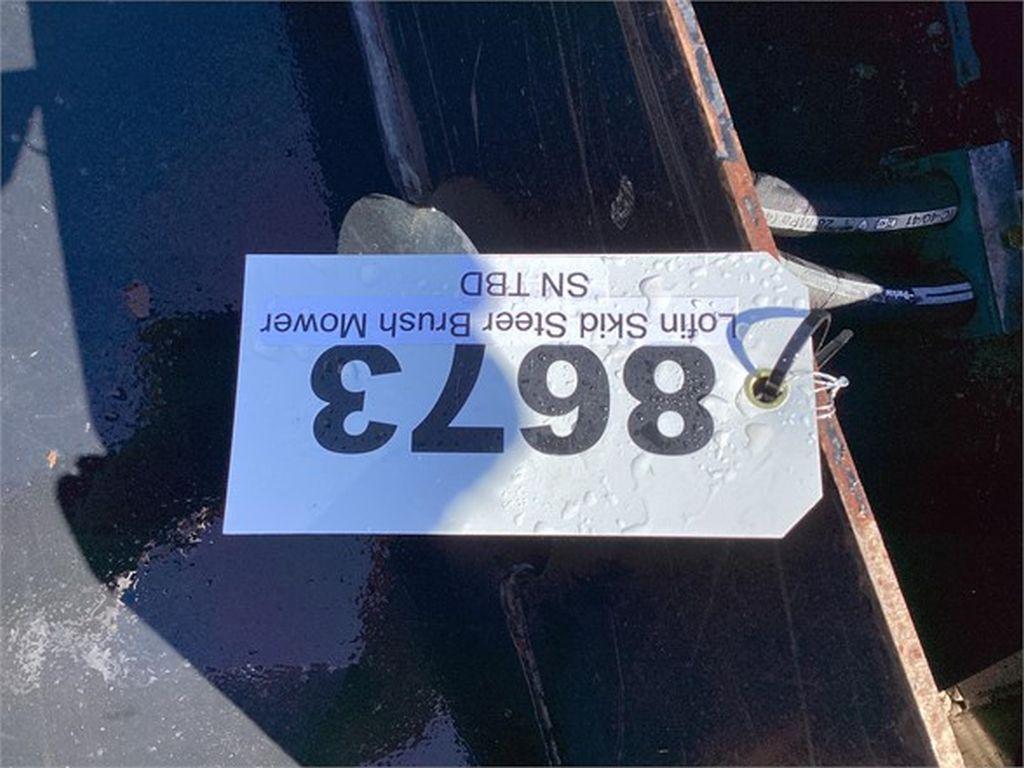 8673
Lofin Skid Steer Brush Mower
SN TBD